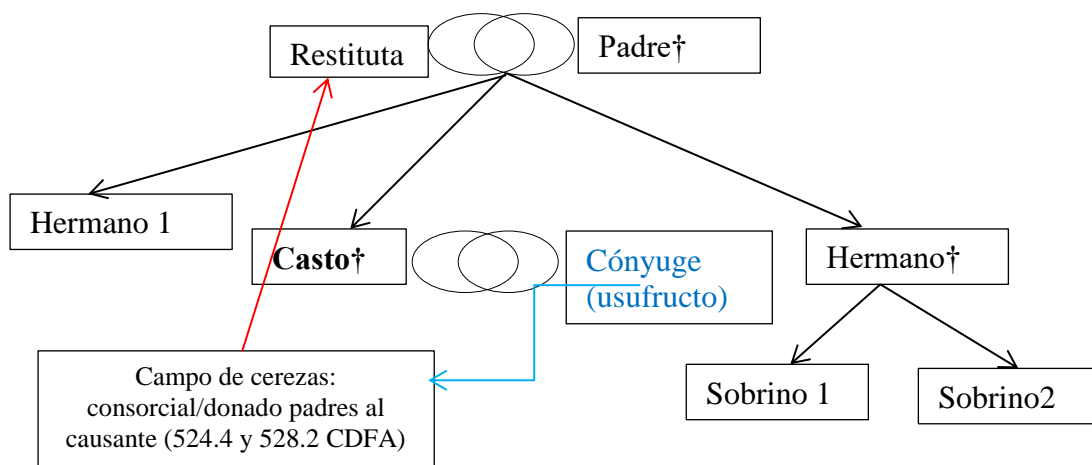 Restituta
Padre†
Hermano 1
Casto†
Cónyuge
(usufructo)
Hermano†
Campo de cerezas:
consorcial/donado padres al
causante (524.4 y 528.2 CDFA)
Sobrino 1
Sobrino2